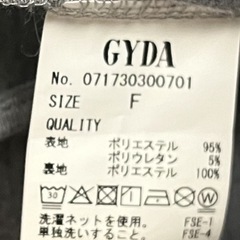 GYDA
No. 071730300701
SIZE F
QUALITY
表地 ポリエステル 95%
ポリウレタン 5%
裏地 ポリエステル 100%
30 W
洗濯ネットを使用。 FSE-1
単独洗いする。 FSE-4